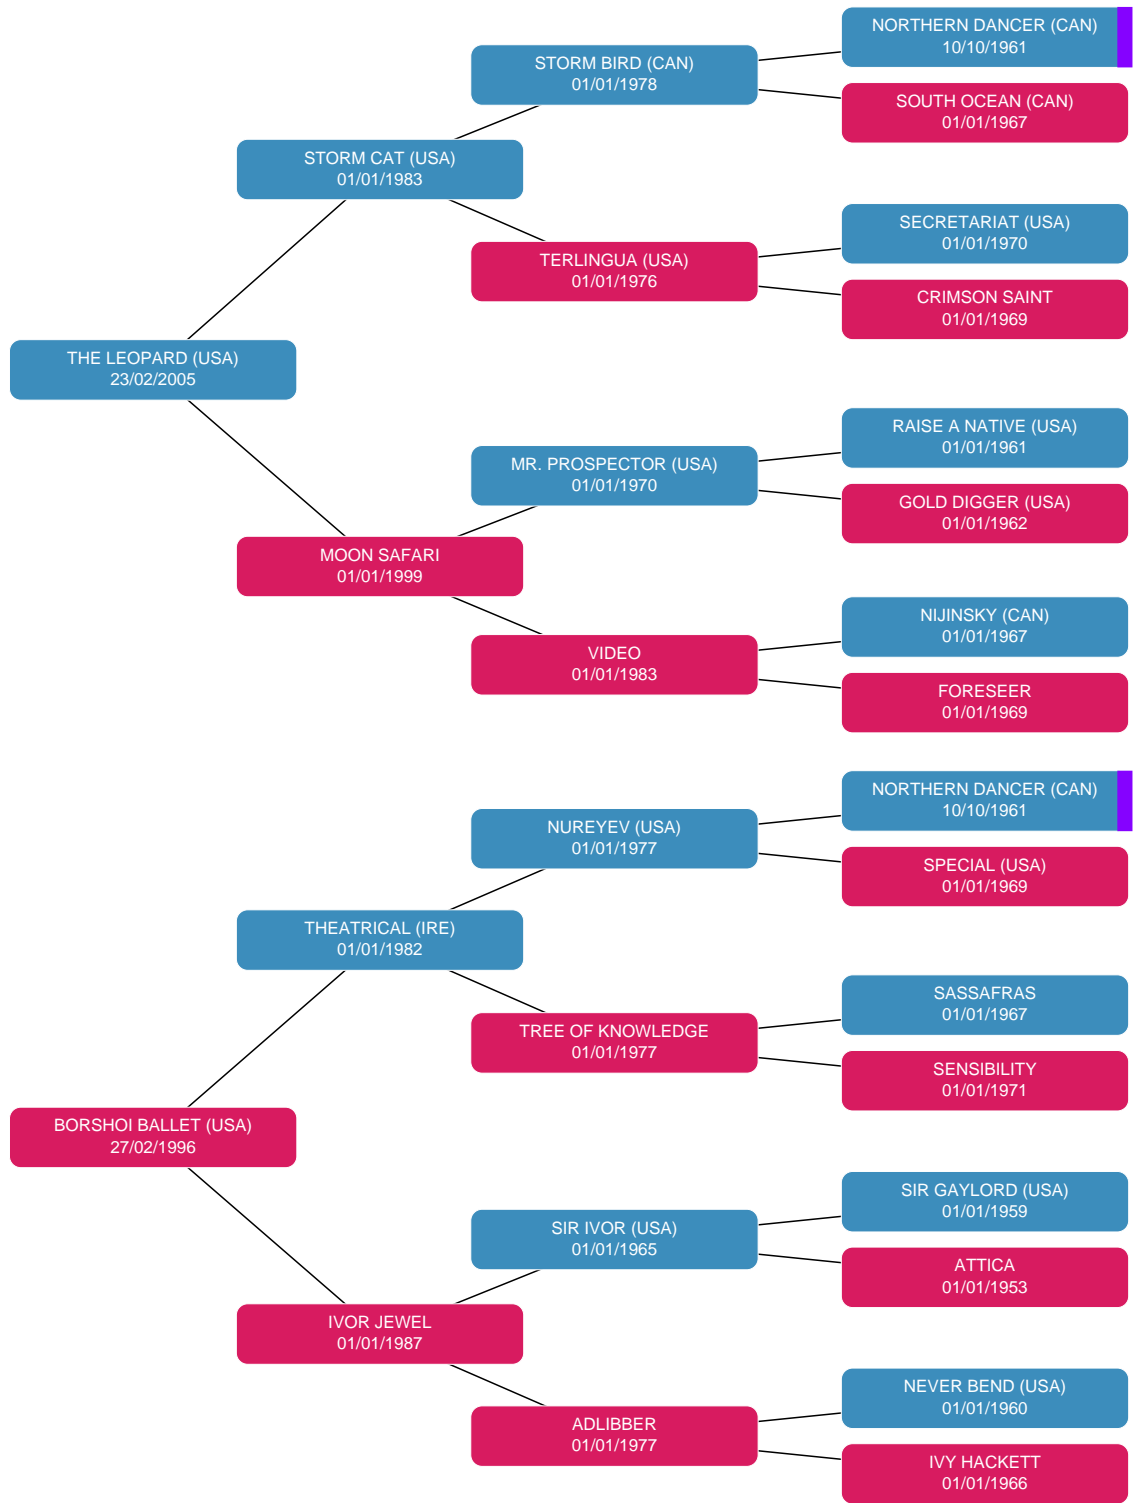 NORTHERN DANCER (CAN)
10/10/1961
STORM BIRD (CAN)
01/01/1978
SOUTH OCEAN (CAN)
01/01/1967
STORM CAT (USA)
01/01/1983
SECRETARIAT (USA)
01/01/1970
TERLINGUA (USA)
01/01/1976
CRIMSON SAINT
01/01/1969
THE LEOPARD (USA)
23/02/2005
RAISE A NATIVE (USA)
01/01/1961
MR. PROSPECTOR (USA)
01/01/1970
GOLD DIGGER (USA)
01/01/1962
MOON SAFARI
01/01/1999
NIJINSKY (CAN)
01/01/1967
VIDEO
01/01/1983
FORESEER
01/01/1969
NORTHERN DANCER (CAN)
10/10/1961
NUREYEV (USA)
01/01/1977
SPECIAL (USA)
01/01/1969
THEATRICAL (IRE)
01/01/1982
SASSAFRAS
01/01/1967
TREE OF KNOWLEDGE
01/01/1977
SENSIBILITY
01/01/1971
BORSHOI BALLET (USA)
27/02/1996
SIR GAYLORD (USA)
01/01/1959
SIR IVOR (USA)
01/01/1965
ATTICA
01/01/1953
IVOR JEWEL
01/01/1987
NEVER BEND (USA)
01/01/1960
ADLIBBER
01/01/1977
IVY HACKETT
01/01/1966